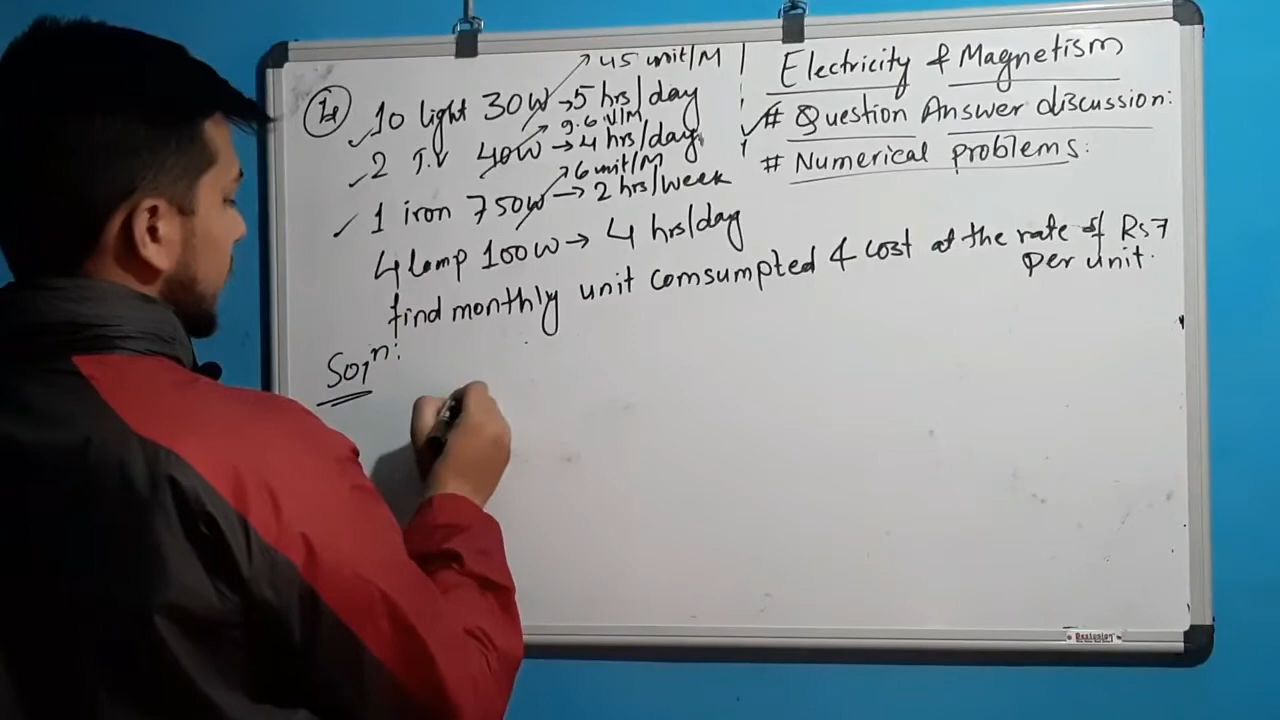 45 unit/M
4 10 light 30W → 5 hrs/day
9.6 U/M
2 T.V 40W → 4 hrs/day
6 unit/M
1 iron 750W → 2 hrs/week
4 lamp 100W → 4 hrs/day
find monthly unit comsumpted & cost at the rate of Rs 7
per unit.
Solⁿ:
Electricity & Magnetism
# Question Answer discussion:
# Numerical problems: